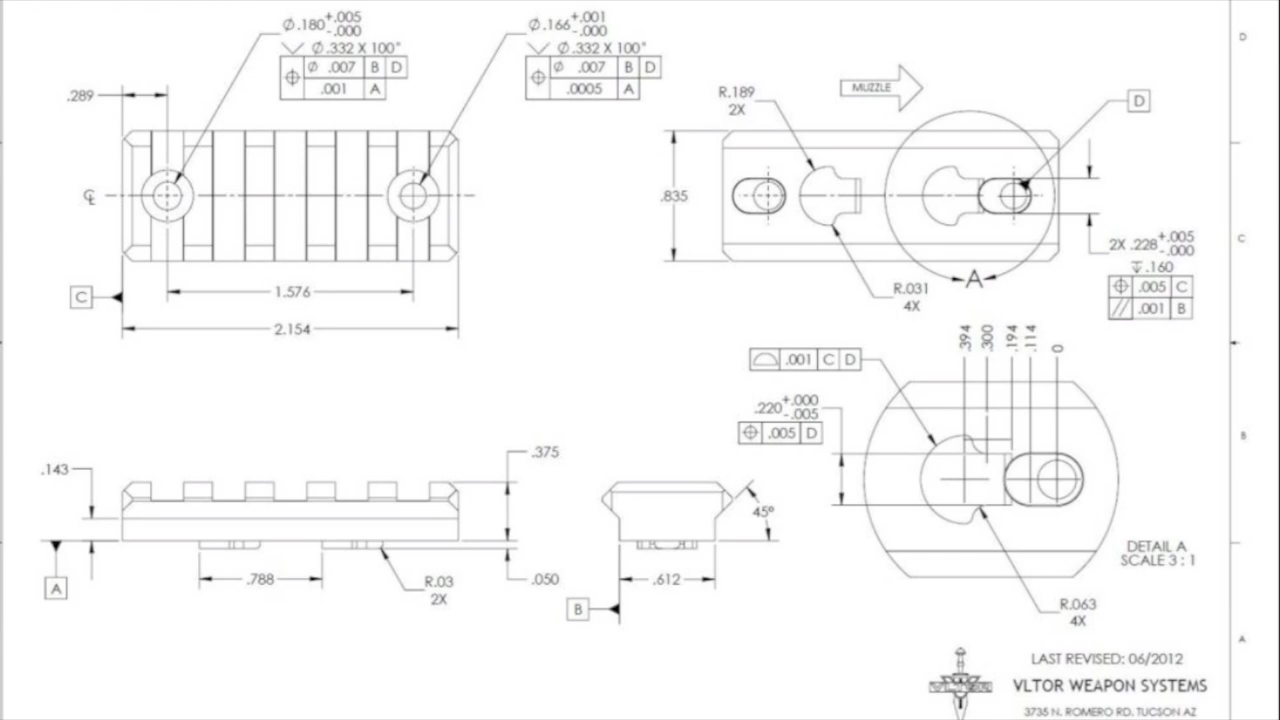 Ø.180 +.005 -.000
Ø.332 X 100°
Ø .007 B D
.001 A
Ø.166 +.001 -.000
Ø.332 X 100°
Ø .007 B D
.0005 A
.289
C
1.576
2.154
R.189
2X
MUZZLE
D
.835
R.031
4X
A
2X .228 +.005 -.000
.160
.005 C
.001 B
.394
.300
.194
.114
0
.001 C D
.220 +.000 -.005
.005 D
.143
.375
.050
A
.788
R.03
2X
45°
.612
B
R.063
4X
DETAIL A
SCALE 3 : 1
LAST REVISED: 06/2012
VLTOR
VLTOR WEAPON SYSTEMS
3735 N. ROMERO RD. TUCSON AZ
D
C
B
A